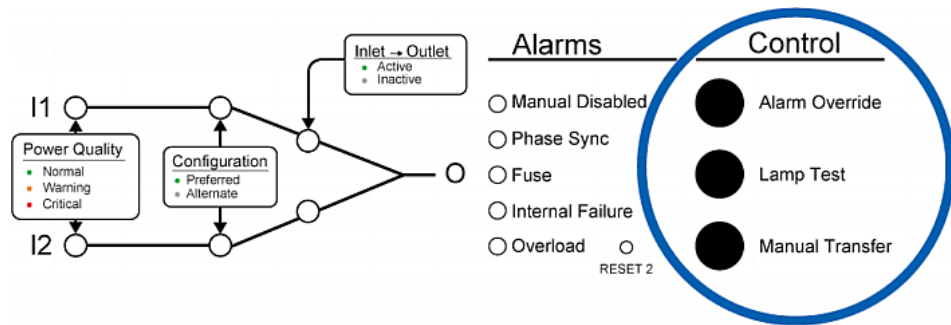 Inlet → Outlet
Active
Inactive
I1
Power Quality
Normal
Warning
Critical
Configuration
Preferred
Alternate
O
I2
Alarms
Manual Disabled
Phase Sync
Fuse
Internal Failure
Overload
RESET 2
Control
Alarm Override
Lamp Test
Manual Transfer